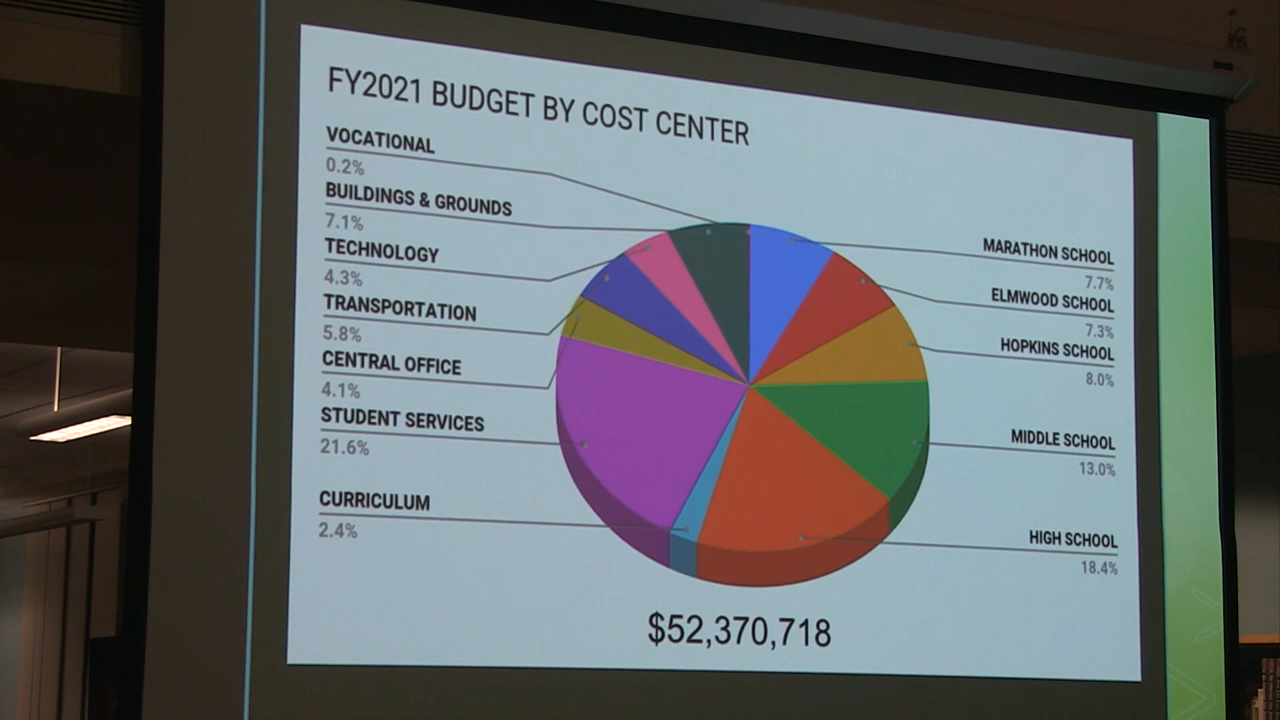 FY2021 BUDGET BY COST CENTER
VOCATIONAL
0.2%
BUILDINGS & GROUNDS
7.1%
TECHNOLOGY
4.3%
TRANSPORTATION
5.8%
CENTRAL OFFICE
4.1%
STUDENT SERVICES
21.6%
CURRICULUM
2.4%
MARATHON SCHOOL
7.7%
ELMWOOD SCHOOL
7.3%
HOPKINS SCHOOL
8.0%
MIDDLE SCHOOL
13.0%
HIGH SCHOOL
18.4%
$52,370,718